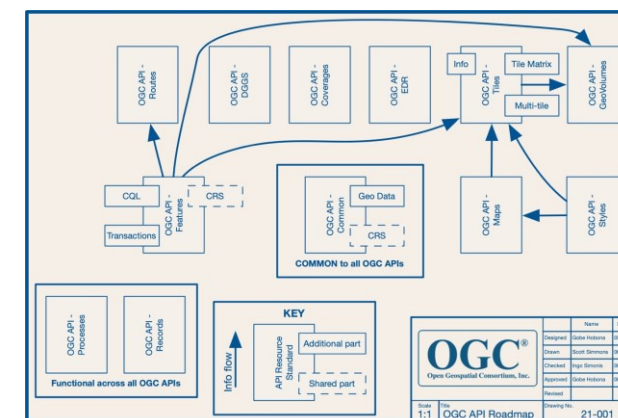 OGC API -
Routes
OGC API -
DGGS
OGC API -
Coverages
OGC API -
EDR
Info
OGC API -
Tiles
Tile Matrix
Multi-tile
OGC API -
GeoVolumes
CQL
Transactions
OGC API -
Features
CRS
OGC API -
Common
Geo Data
CRS
COMMON to all OGC APIs
OGC API -
Maps
OGC API -
Styles
OGC API -
Processes
OGC API -
Records
Functional across all OGC APIs
KEY
Info flow
API Resource
Standard
Additional part
Shared part
OGC®
Open Geospatial Consortium, Inc.
Name
Designed
Drawn
Scott Simmons
Checked
Ingo Simonis
Approved
Revised
Scale
1:1
Title
OGC API Roadmap
Drawing No.
21-001